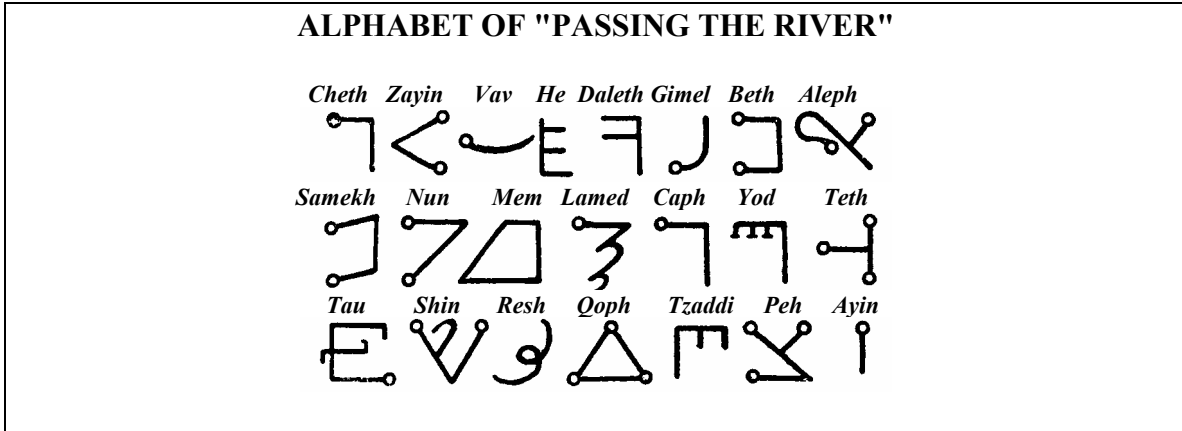 ALPHABET OF "PASSING THE RIVER"
Cheth Zayin Vav He Daleth Gimel Beth Aleph
Samekh Nun Mem Lamed Caph Yod Teth
Tau Shin Resh Qoph Tzaddi Peh Ayin